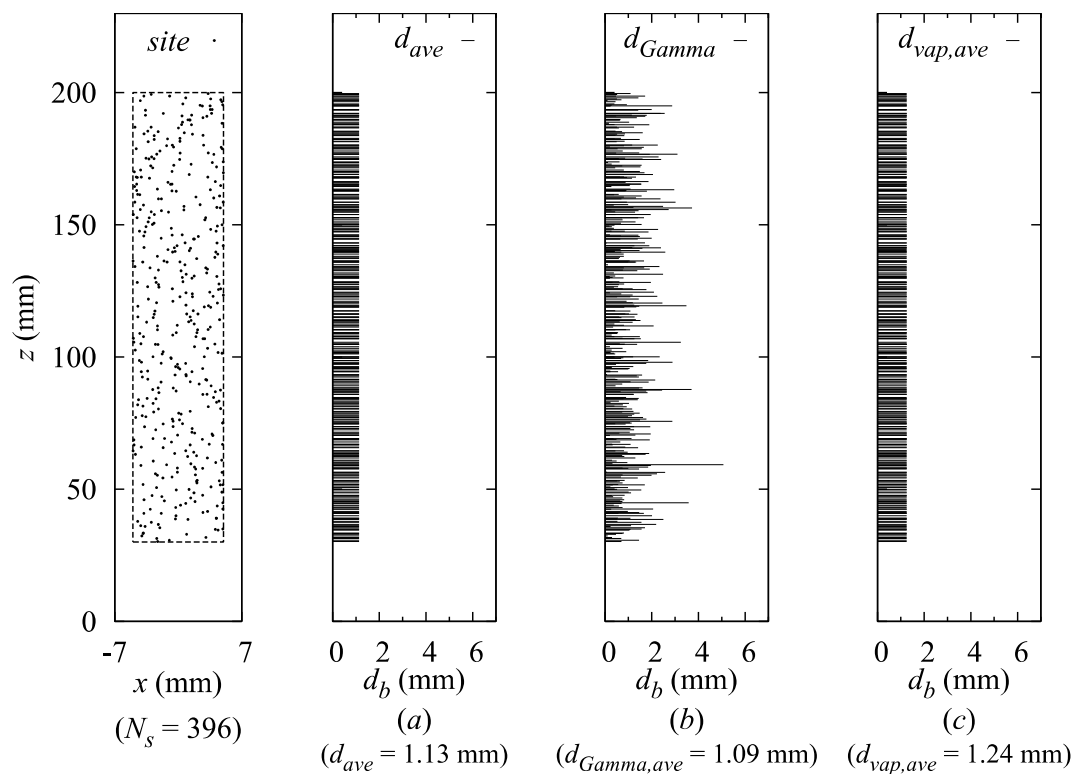 site
d_ave
d_Gamma
d_vap,ave
200
150
100
50
0
z (mm)
-7 7
x (mm)
(N_s = 396)
0 2 4 6
d_b (mm)
(a)
(d_ave = 1.13 mm)
0 2 4 6
d_b (mm)
(b)
(d_Gamma,ave = 1.09 mm)
0 2 4 6
d_b (mm)
(c)
(d_vap,ave = 1.24 mm)